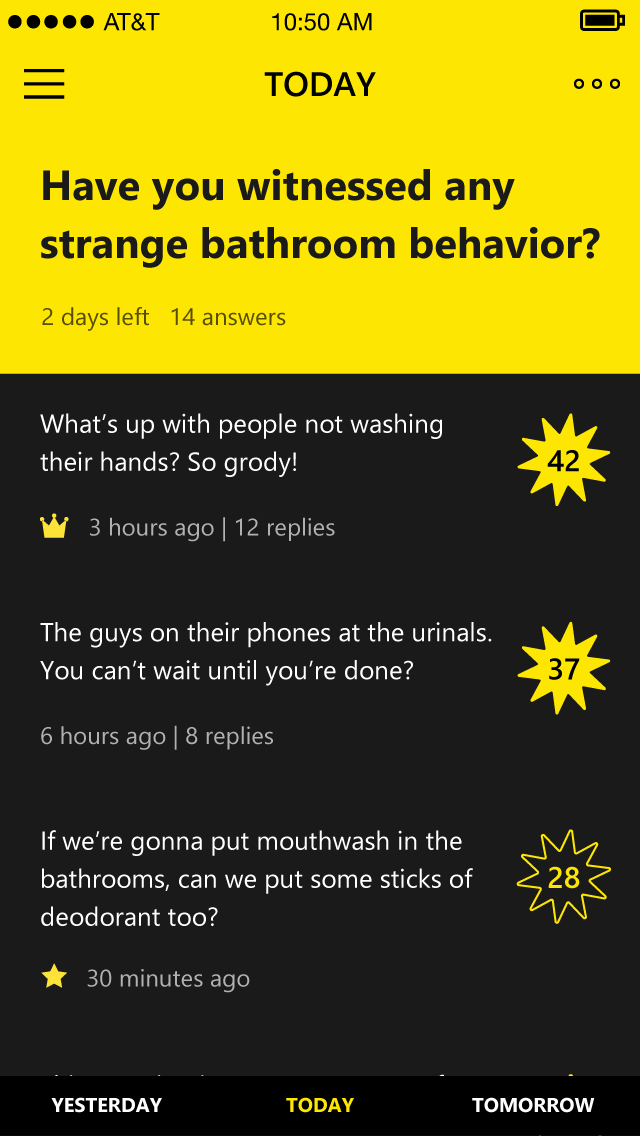 AT&T 10:50 AM
TODAY
Have you witnessed any
strange bathroom behavior?
2 days left 14 answers
What’s up with people not washing
their hands? So grody!
42
3 hours ago | 12 replies
The guys on their phones at the urinals.
You can’t wait until you’re done?
37
6 hours ago | 8 replies
If we’re gonna put mouthwash in the
bathrooms, can we put some sticks of
deodorant too?
28
30 minutes ago
YESTERDAY TODAY TOMORROW